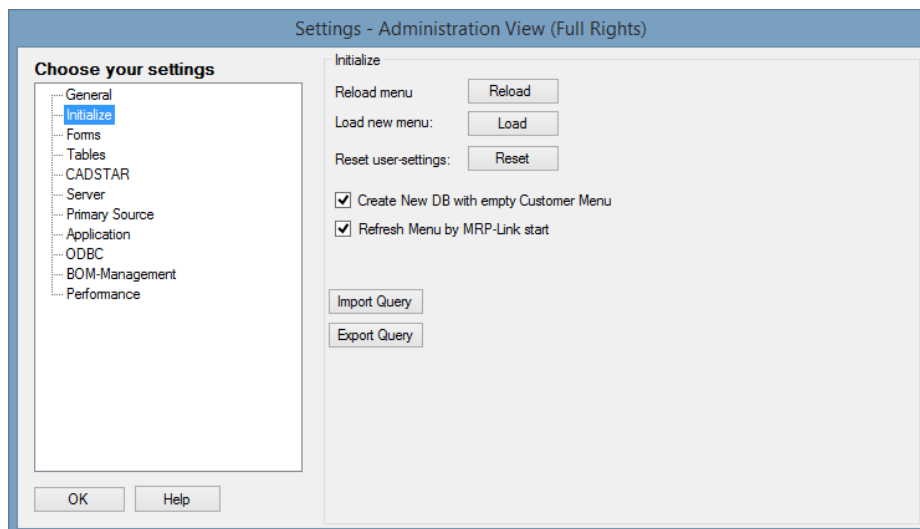 Settings - Administration View (Full Rights)
Choose your settings
General
Initialize
Forms
Tables
CADSTAR
Server
Primary Source
Application
ODBC
BOM-Management
Performance
OK
Help
Initialize
Reload menu
Reload
Load new menu:
Load
Reset user-settings:
Reset
Create New DB with empty Customer Menu
Refresh Menu by MRP-Link start
Import Query
Export Query